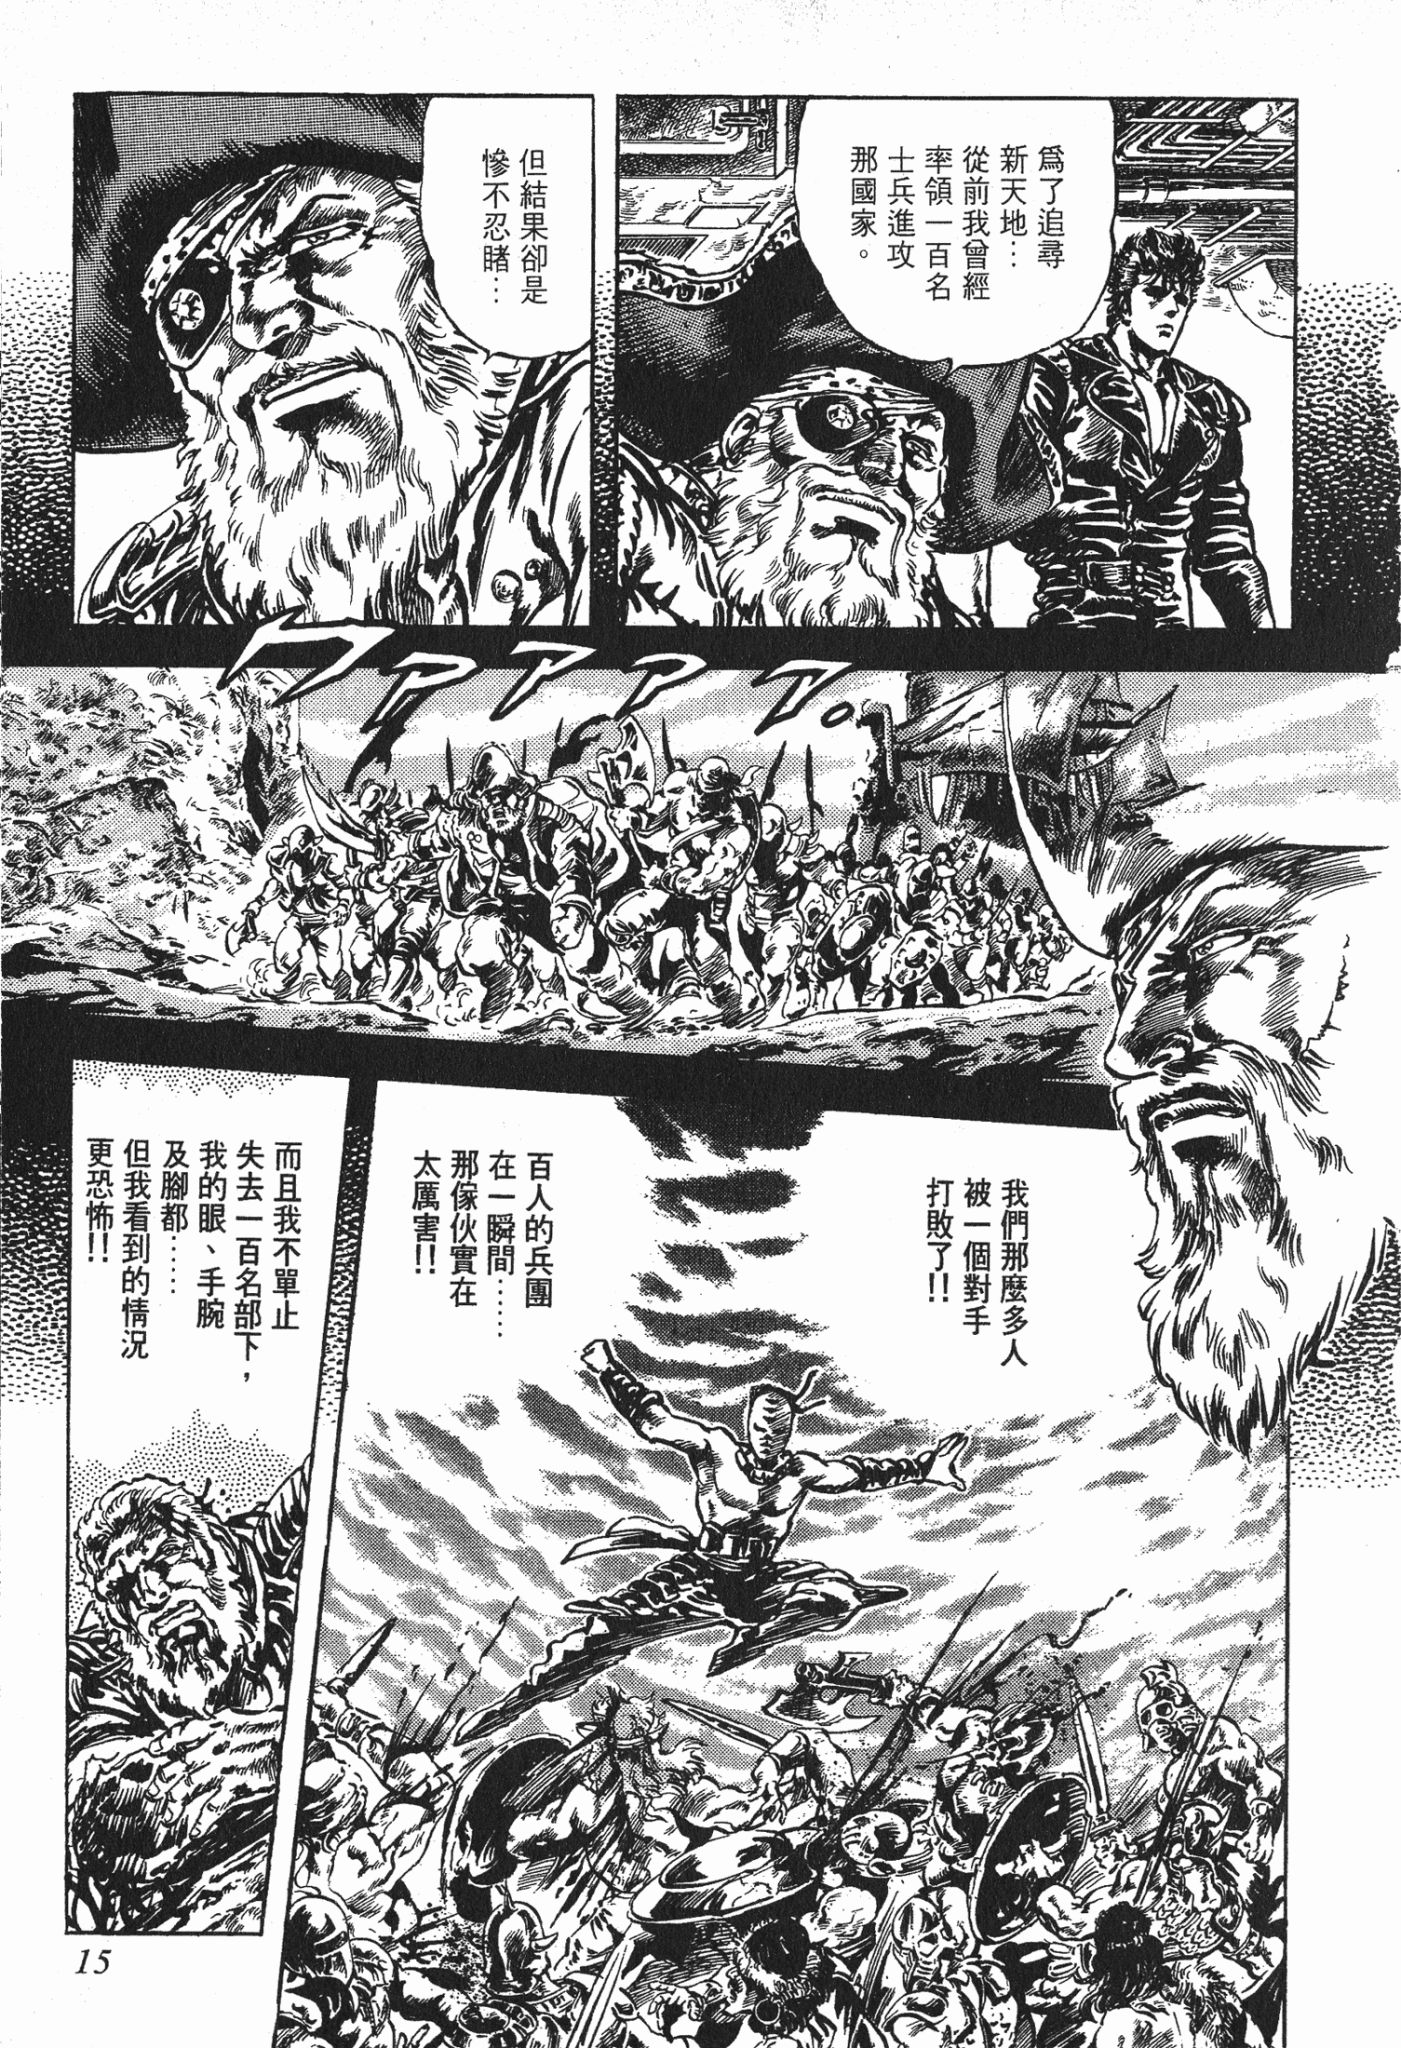 爲了追尋
新天地…
從前我曾經
率領一百名
士兵進攻
那國家。
但結果卻是
慘不忍睹…
ワァァァァ。
我們那麼多人
被一個對手
打敗了!!
百人的兵團
在一瞬間……
那傢伙實在
太厲害!!
而且我不單止
失去一百名部下，
我的眼、手腕
及腳都……
但我看到的情況
更恐怖!!
15